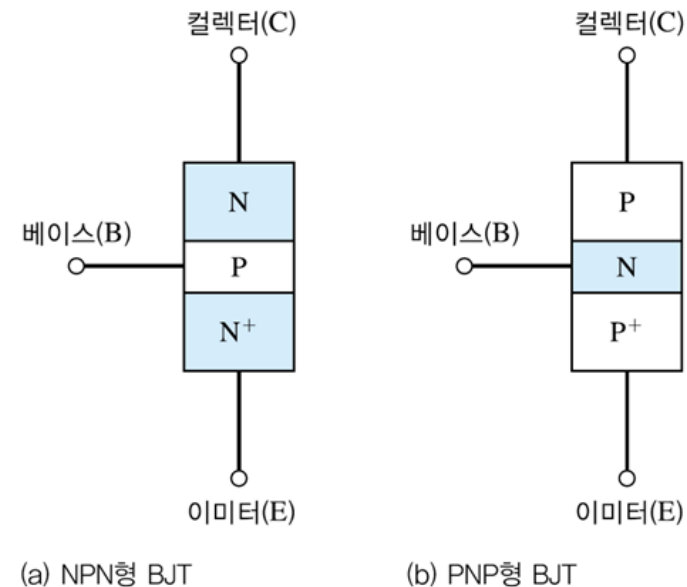 컬렉터(C)
컬렉터(C)
N
P
베이스(B)
베이스(B)
P
N
N+
P+
이미터(E)
이미터(E)
(a) NPN형 BJT
(b) PNP형 BJT